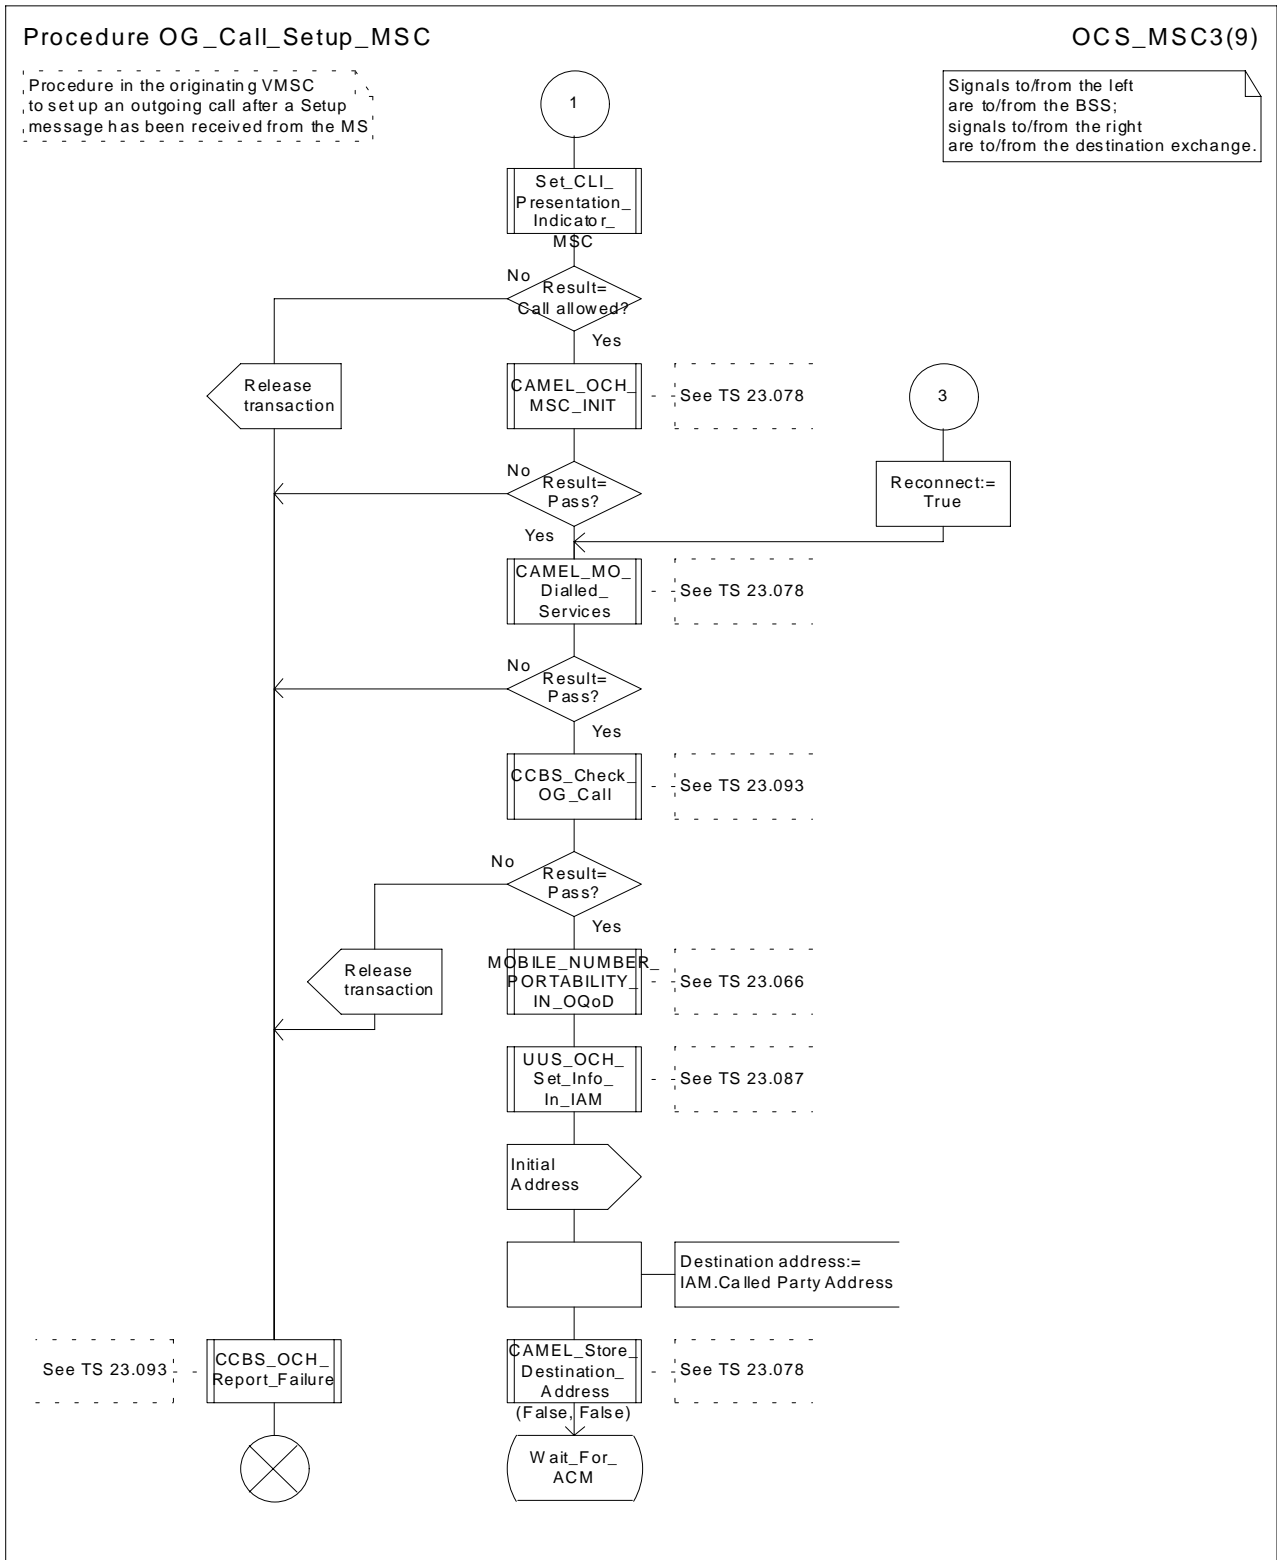 Procedure OG_Call_Setup_MSC
OCS_MSC3(9)
Procedure in the originating VMSC
to set up an outgoing call after a Setup
message has been received from the MS
1
Signals to/from the left
are to/from the BSS;
signals to/from the right
are to/from the destination exchange.
Set_CLI_
Presentation_
Indicator_
MSC
No
Result=
Call allowed?
Yes
Release
transaction
CAMEL_OCH_
MSC_INIT
See TS 23.078
3
No
Result=
Pass?
Reconnect:=
True
Yes
CAMEL_MO_
Dialled_
Services
See TS 23.078
No
Result=
Pass?
Yes
CCBS_Check_
OG_Call
See TS 23.093
No
Result=
Pass?
Yes
Release
transaction
MOBILE_NUMBER_
PORTABILITY_
IN_OQoD
See TS 23.066
UUS_OCH_
Set_Info_
In_IAM
See TS 23.087
Initial
Address
Destination address:=
IAM.Called Party Address
See TS 23.093
CCBS_OCH_
Report_Failure
CAMEL_Store_
Destination_
Address
(False, False)
See TS 23.078
Wait_For_
ACM